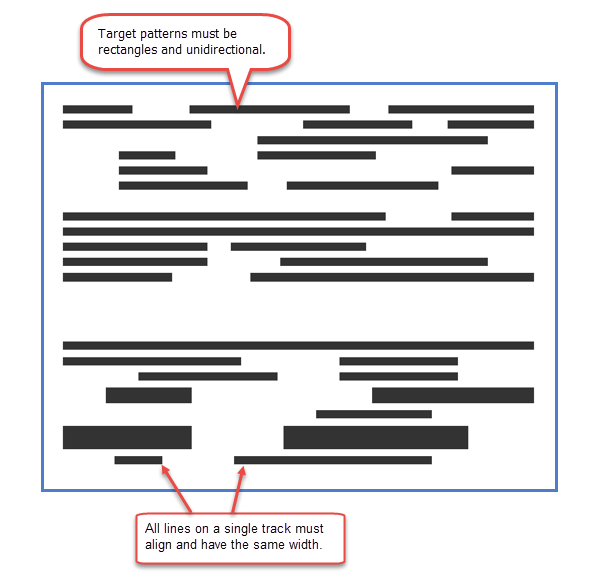 Target patterns must be
rectangles and unidirectional.
All lines on a single track must
align and have the same width.